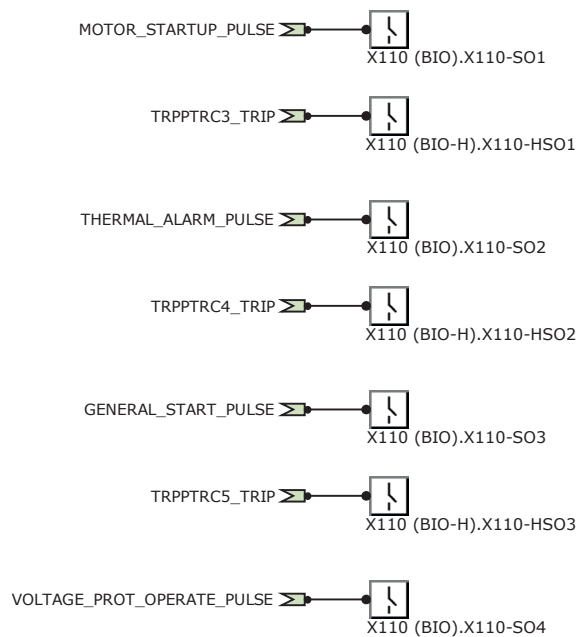 MOTOR_STARTUP_PULSE
X110 (BIO).X110-SO1
TRPPTRC3_TRIP
X110 (BIO-H).X110-HSO1
THERMAL_ALARM_PULSE
X110 (BIO).X110-SO2
TRPPTRC4_TRIP
X110 (BIO-H).X110-HSO2
GENERAL_START_PULSE
X110 (BIO).X110-SO3
TRPPTRC5_TRIP
X110 (BIO-H).X110-HSO3
VOLTAGE_PROT_OPERATE_PULSE
X110 (BIO).X110-SO4